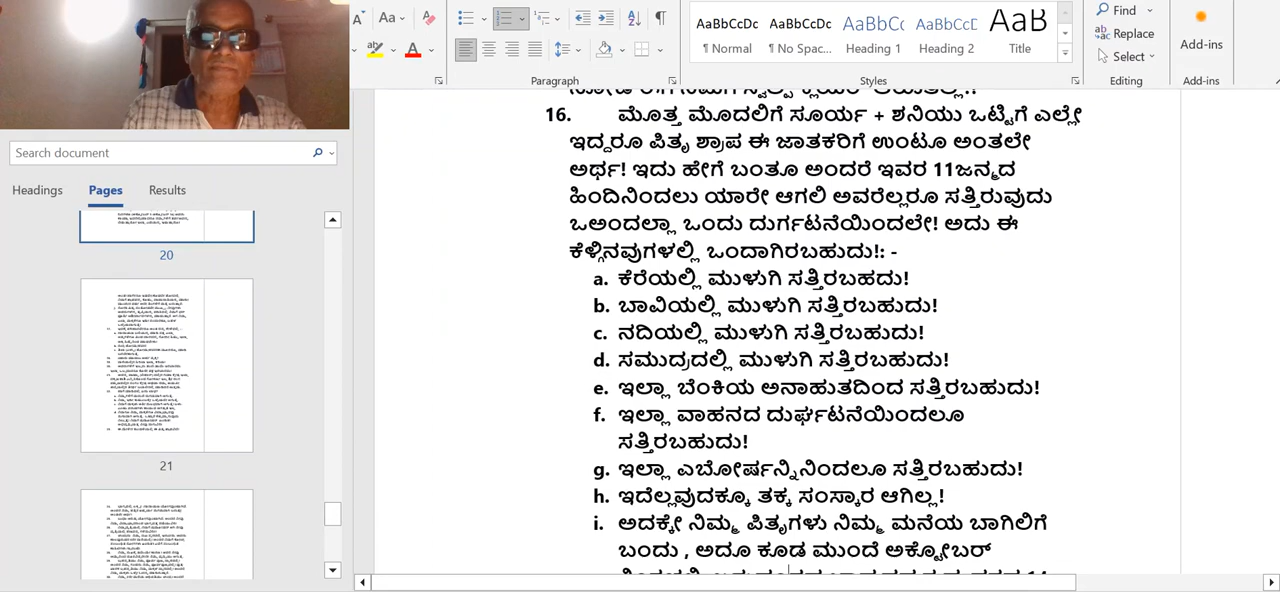 Aa
AaBbCcDc AaBbCcDc AaBbCc AaBbCcD AaB
¶ Normal ¶ No Spac... Heading 1 Heading 2 Title
Find
Replace
Select
Add-ins
Paragraph Styles Editing Add-ins
Search document
Headings Pages Results
20
21
16. ಮೊತ್ತ ಮೊದಲಿಗೆ ಸೂರ್ಯ + ಶನಿಯು ಒಟ್ಟಿಗೆ ಎಲ್ಲೇ
ಇದ್ದರೂ ಪಿತೃ ಶ್ರಾಪ ಈ ಜಾತಕರಿಗೆ ಉಂಟೂ ಅಂತಲೇ
ಅರ್ಥ! ಇದು ಹೇಗೆ ಬಂತೂ ಅಂದರೆ ಇವರ 11ಜನ್ಮದ
ಹಿಂದಿನಿಂದಲು ಯಾರೇ ಆಗಲಿ ಅವರೆಲ್ಲರೂ ಸತ್ತಿರುವುದು
ಒಅಂದಲ್ಲಾ ಒಂದು ದುರ್ಗಟನಯಿಂದಲೇ! ಅದು ಈ
ಕೆಳ್ಗಿನವುಗಳಲ್ಲಿ ಒಂದಾಗಿರಬಹುದು!: -
a. ಕೆರೆಯಲ್ಲಿ ಮುಳುಗಿ ಸತ್ತಿರಬಹದು!
b. ಬಾವಿಯಲ್ಲಿ ಮುಳುಗಿ ಸತ್ತಿರಬಹುದು!
c. ನದಿಯಲ್ಲಿ ಮುಳುಗಿ ಸತ್ತಿರಬಹುದು!
d. ಸಮುದ್ರದಲ್ಲಿ ಮುಳುಗಿ ಸತ್ತಿರಬಹುದು!
e. ಇಲ್ಲಾ ಬೆಂಕಿಯ ಅನಾಹುತದಿಂದ ಸತ್ತಿರಬಹುದು!
f. ಇಲ್ಲಾ ವಾಹನದ ದುರ್ಘಟನೆಯಿಂದಲೂ
ಸತ್ತಿರಬಹುದು!
g. ಇಲ್ಲಾ ಎಬೋರ್ಷನ್ನಿನಿಂದಲೂ ಸತ್ತಿರಬಹುದು!
h. ಇದೆಲ್ಲವುದಕ್ಕೂ ತಕ್ಕ ಸಂಸ್ಕಾರ ಆಗಿಲ್ಲ!
i. ಅದಕ್ಕೇ ನಿಮ್ಮ ಪಿತೃಗಳು ನಿಮ್ಮ ಮನೆಯ ಬಾಗಿಲಿಗೆ
ಬಂದು , ಅದೂ ಕೂಡ ಮುಂದೆ ಅಕ್ಟೋಬರ್